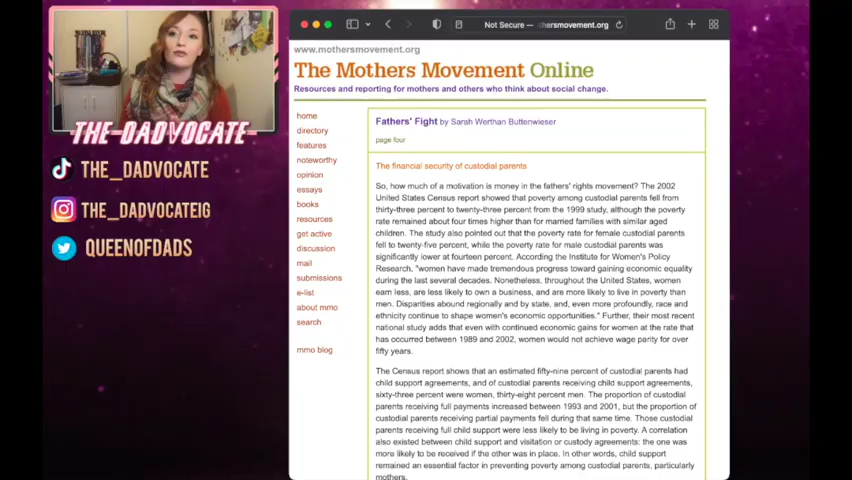 THE-DADVOCATE
THE_DADVOCATE
THE_DADVOCATEIG
QUEENOFDADS
Not Secure — thersmovement.org
www.mothersmovement.org
The Mothers Movement Online
Resources and reporting for mothers and others who think about social change.
home
directory
features
noteworthy
opinion
essays
books
resources
get active
discussion
mail
submissions
e-list
about mmo
search
mmo blog
Fathers' Fight by Sarah Werthan Buttenwieser
page four
The financial security of custodial parents
So, how much of a motivation is money in the fathers' rights movement? The 2002
United States Census report showed that poverty among custodial parents fell from
thirty-three percent to twenty-three percent from the 1999 study, although the poverty
rate remained about four times higher than for married families with similar aged
children. The study also pointed out that the poverty rate for female custodial parents
fell to twenty-five percent, while the poverty rate for male custodial parents was
significantly lower at fourteen percent. According the Institute for Women's Policy
Research, "women have made tremendous progress toward gaining economic equality
during the last several decades. Nonetheless, throughout the United States, women
earn less, are less likely to own a business, and are more likely to live in poverty than
men. Disparities abound regionally and by state, and, even more profoundly, race and
ethnicity continue to shape women's economic opportunities." Further, their most recent
national study adds that even with continued economic gains for women at the rate that
has occurred between 1989 and 2002, women would not achieve wage parity for over
fifty years.
The Census report shows that an estimated fifty-nine percent of custodial parents had
child support agreements, and of custodial parents receiving child support agreements,
sixty-three percent were women, thirty-eight percent men. The proportion of custodial
parents receiving full payments increased between 1993 and 2001, but the proportion of
custodial parents receiving partial payments fell during that same time. Those custodial
parents receiving full child support were less likely to be living in poverty. A correlation
also existed between child support and visitation or custody agreements: the one was
more likely to be received if the other was in place. In other words, child support
remained an essential factor in preventing poverty among custodial parents, particularly
mothers.